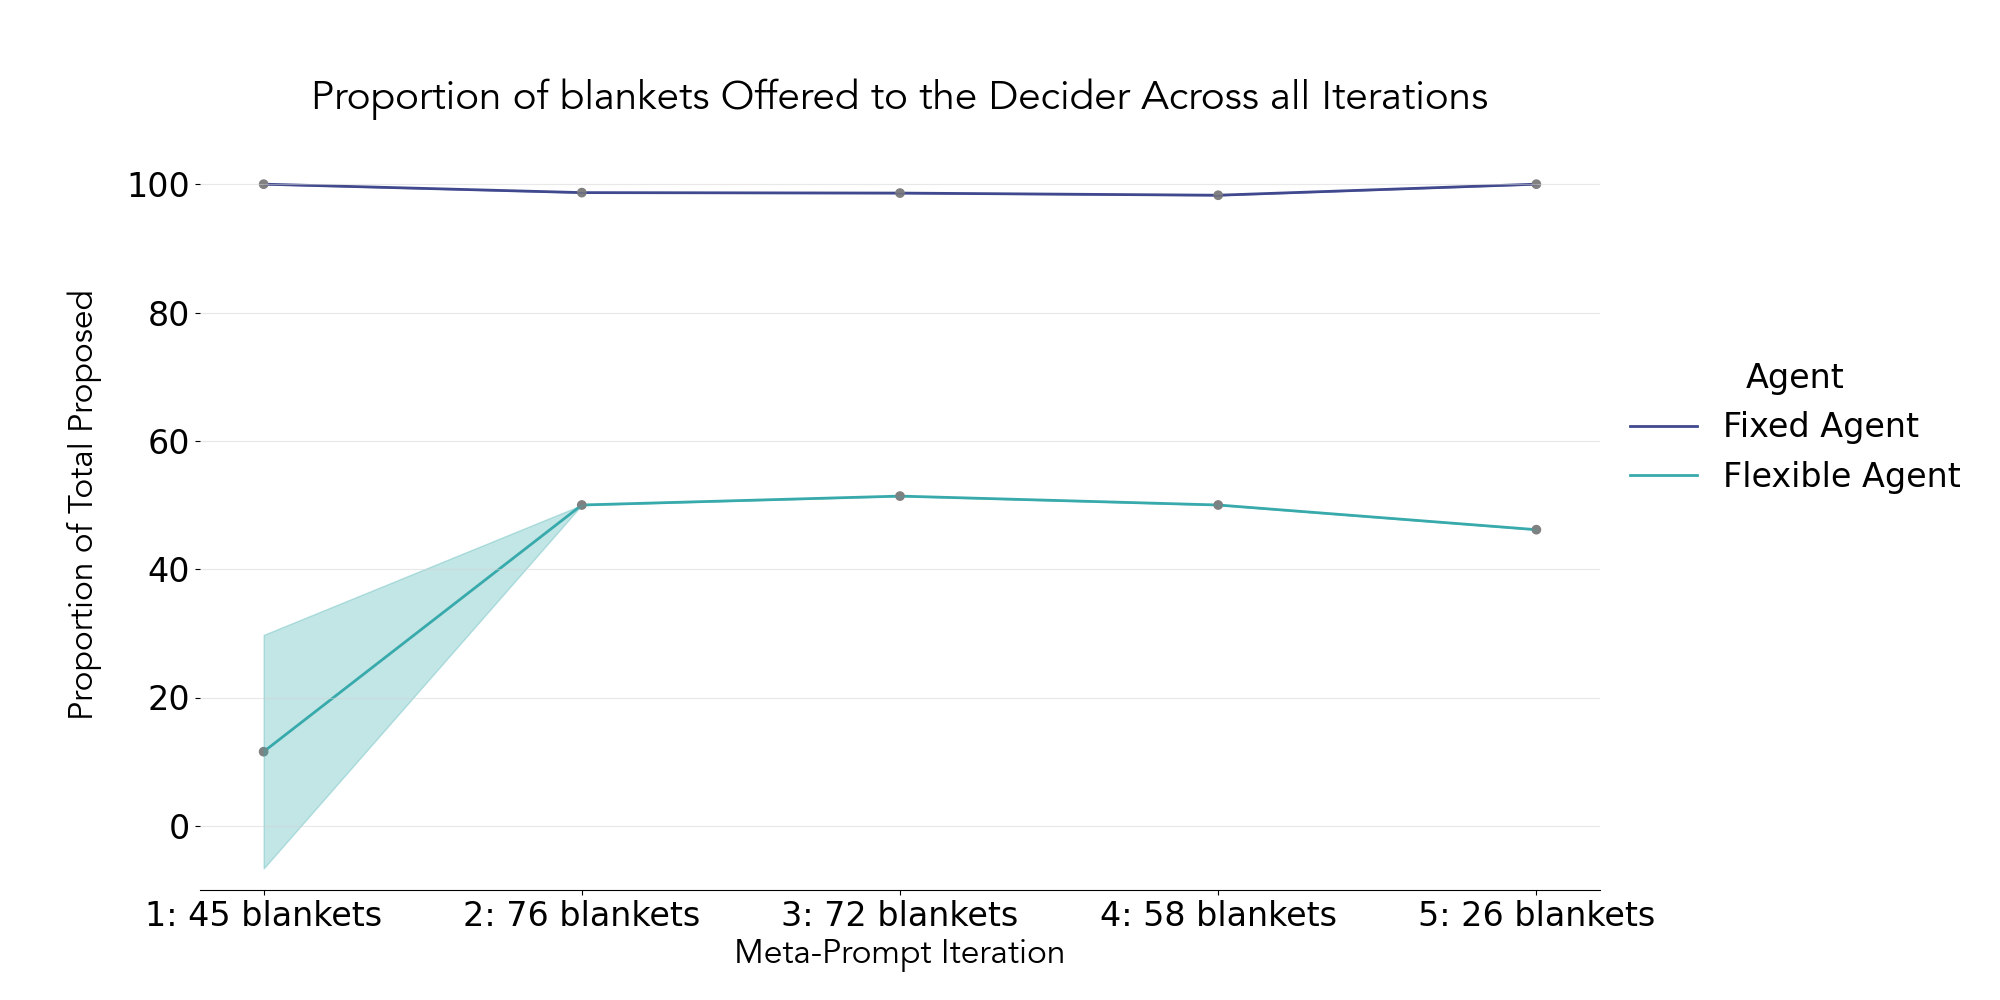 Proportion of blankets Offered to the Decider Across all Iterations
Proportion of Total Proposed
100
80
60
40
20
0
1: 45 blankets
2: 76 blankets
3: 72 blankets
4: 58 blankets
5: 26 blankets
Meta-Prompt Iteration
Agent
Fixed Agent
Flexible Agent